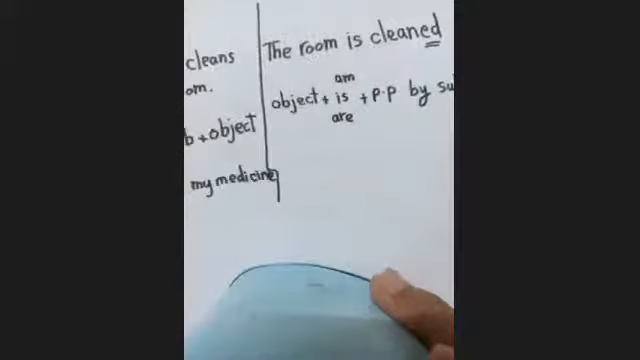 cleans
om.
b + object
my medicine
The room is cleaned
am
object + is + p.p by su
are